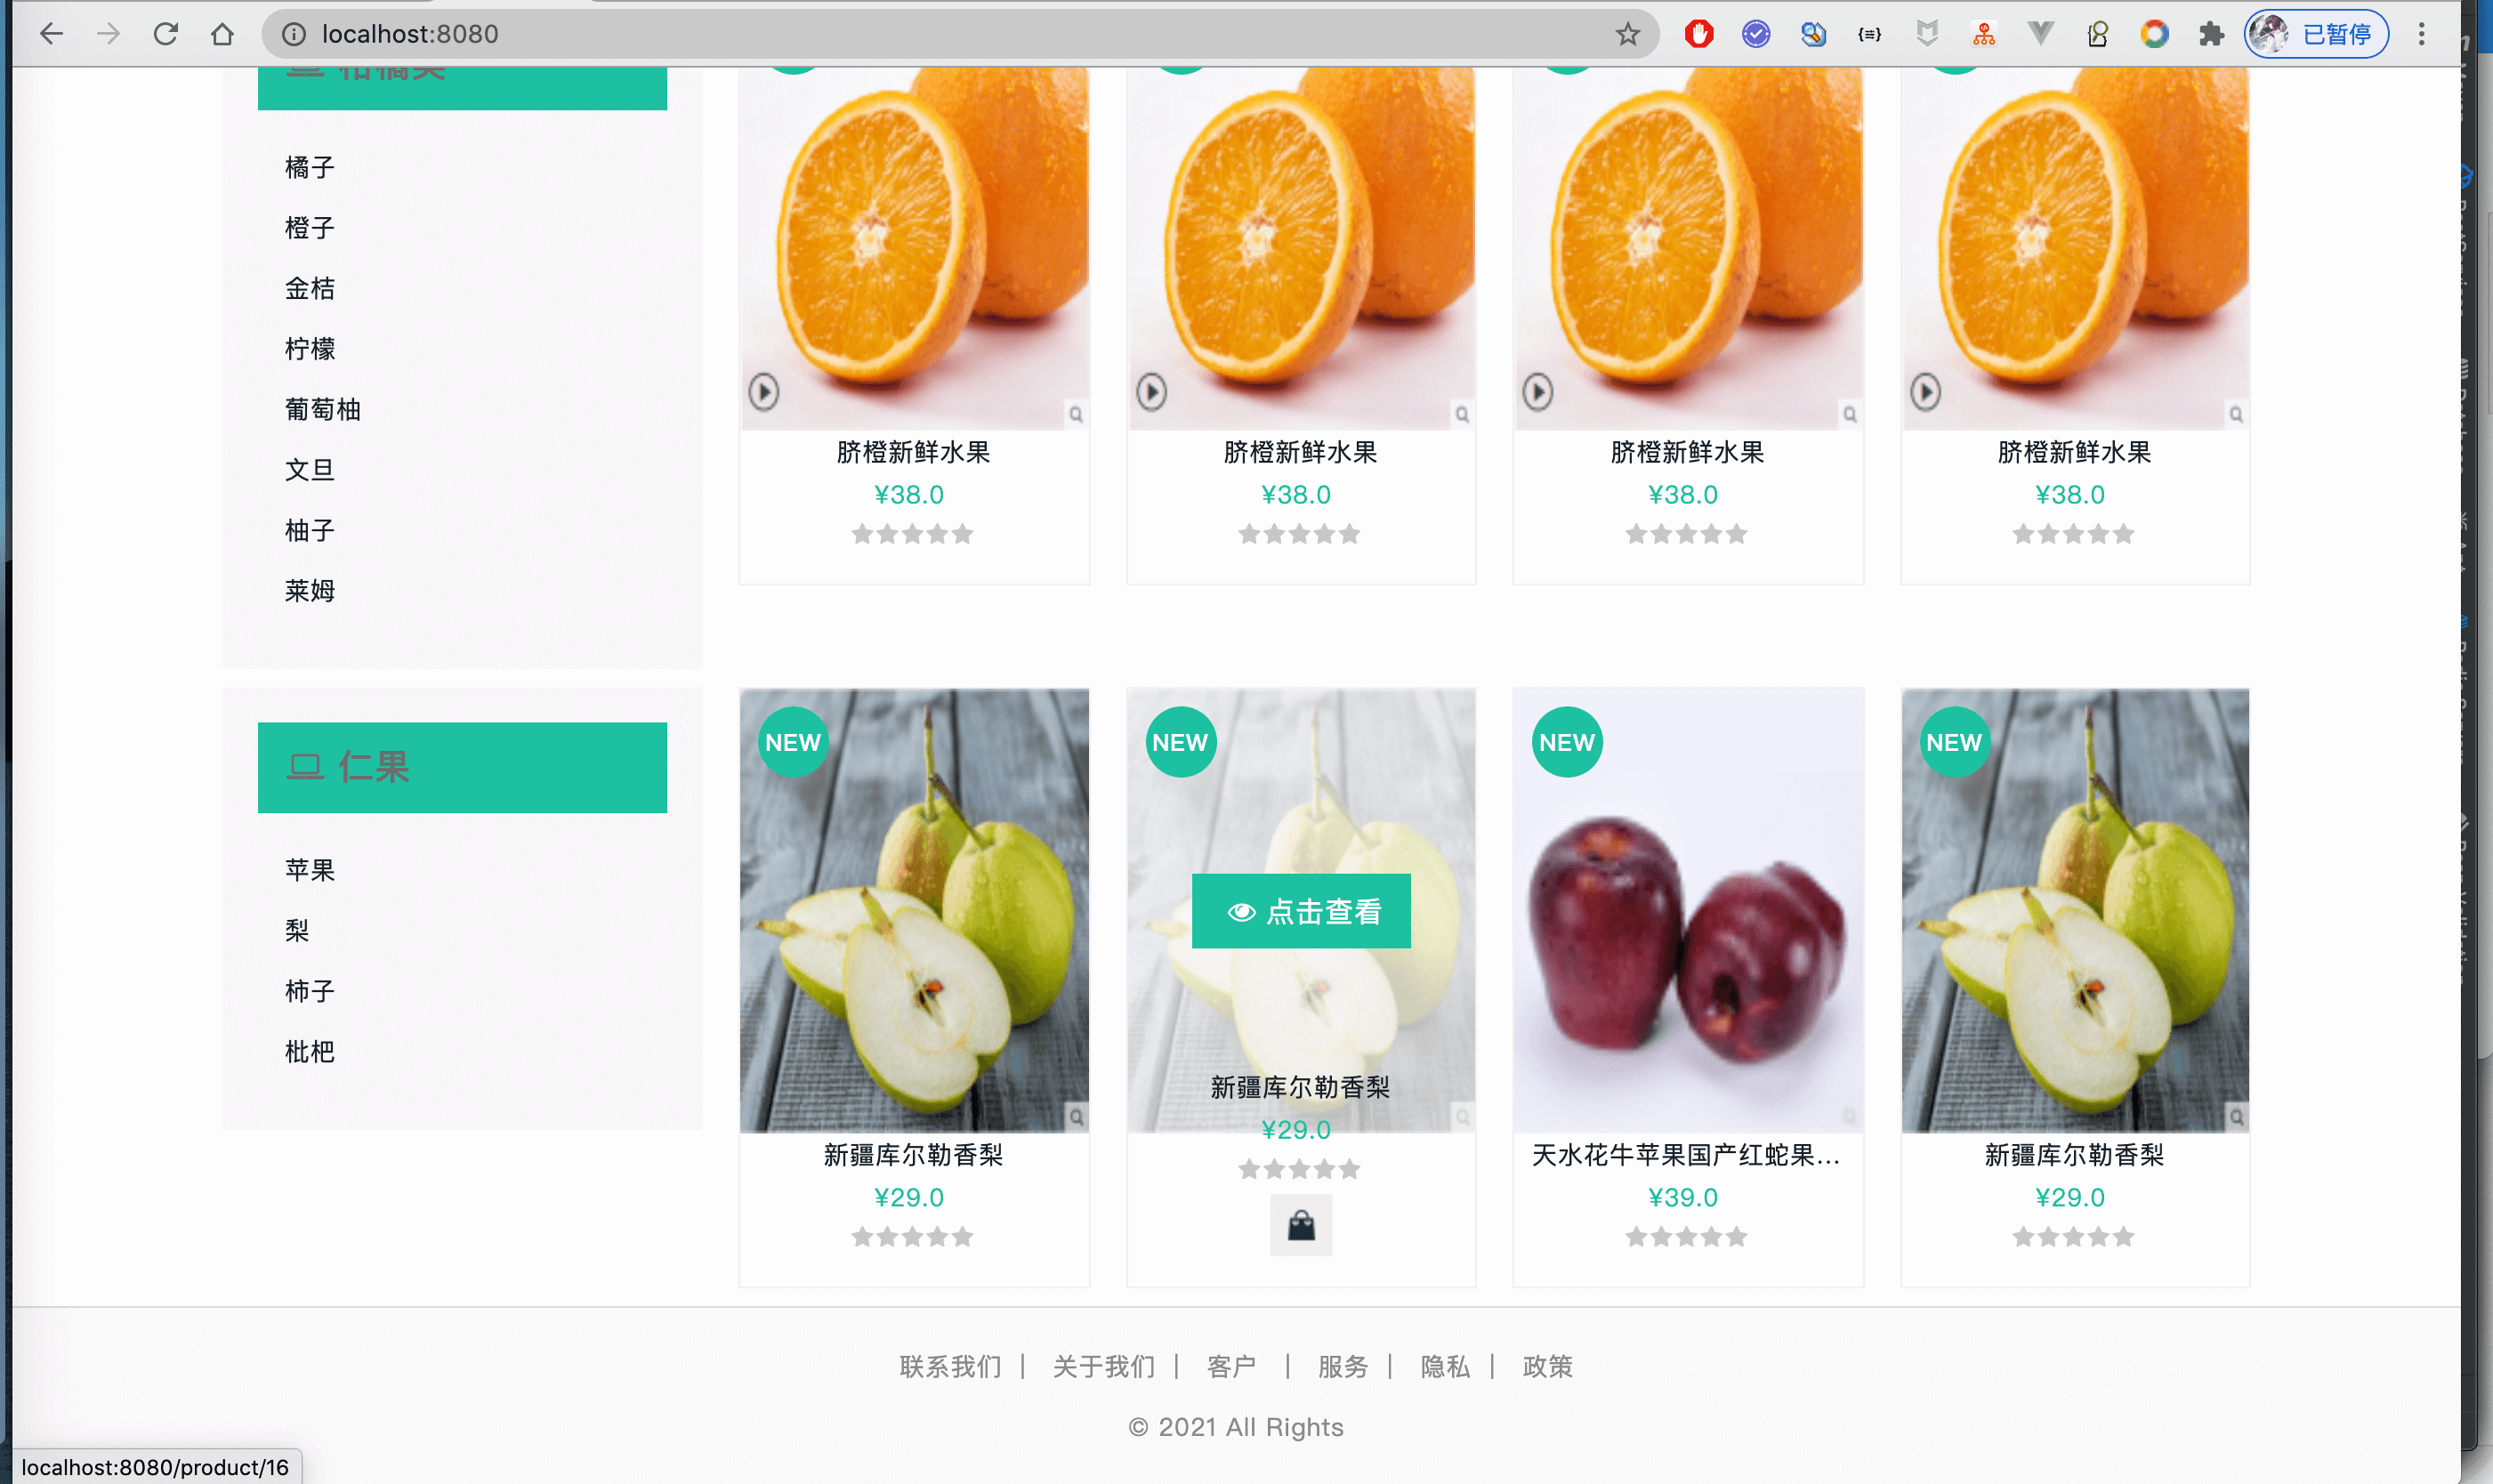 localhost:8080
已暂停
柑橘类
橘子
橙子
金桔
柠檬
葡萄柚
文旦
柚子
莱姆
脐橙新鲜水果
¥38.0
脐橙新鲜水果
¥38.0
脐橙新鲜水果
¥38.0
脐橙新鲜水果
¥38.0
仁果
苹果
梨
柿子
枇杷
NEW
新疆库尔勒香梨
¥29.0
NEW
点击查看
新疆库尔勒香梨
¥29.0
NEW
天水花牛苹果国产红蛇果...
¥39.0
NEW
新疆库尔勒香梨
¥29.0
联系我们 | 关于我们 | 客户 | 服务 | 隐私 | 政策
© 2021 All Rights
localhost:8080/product/16